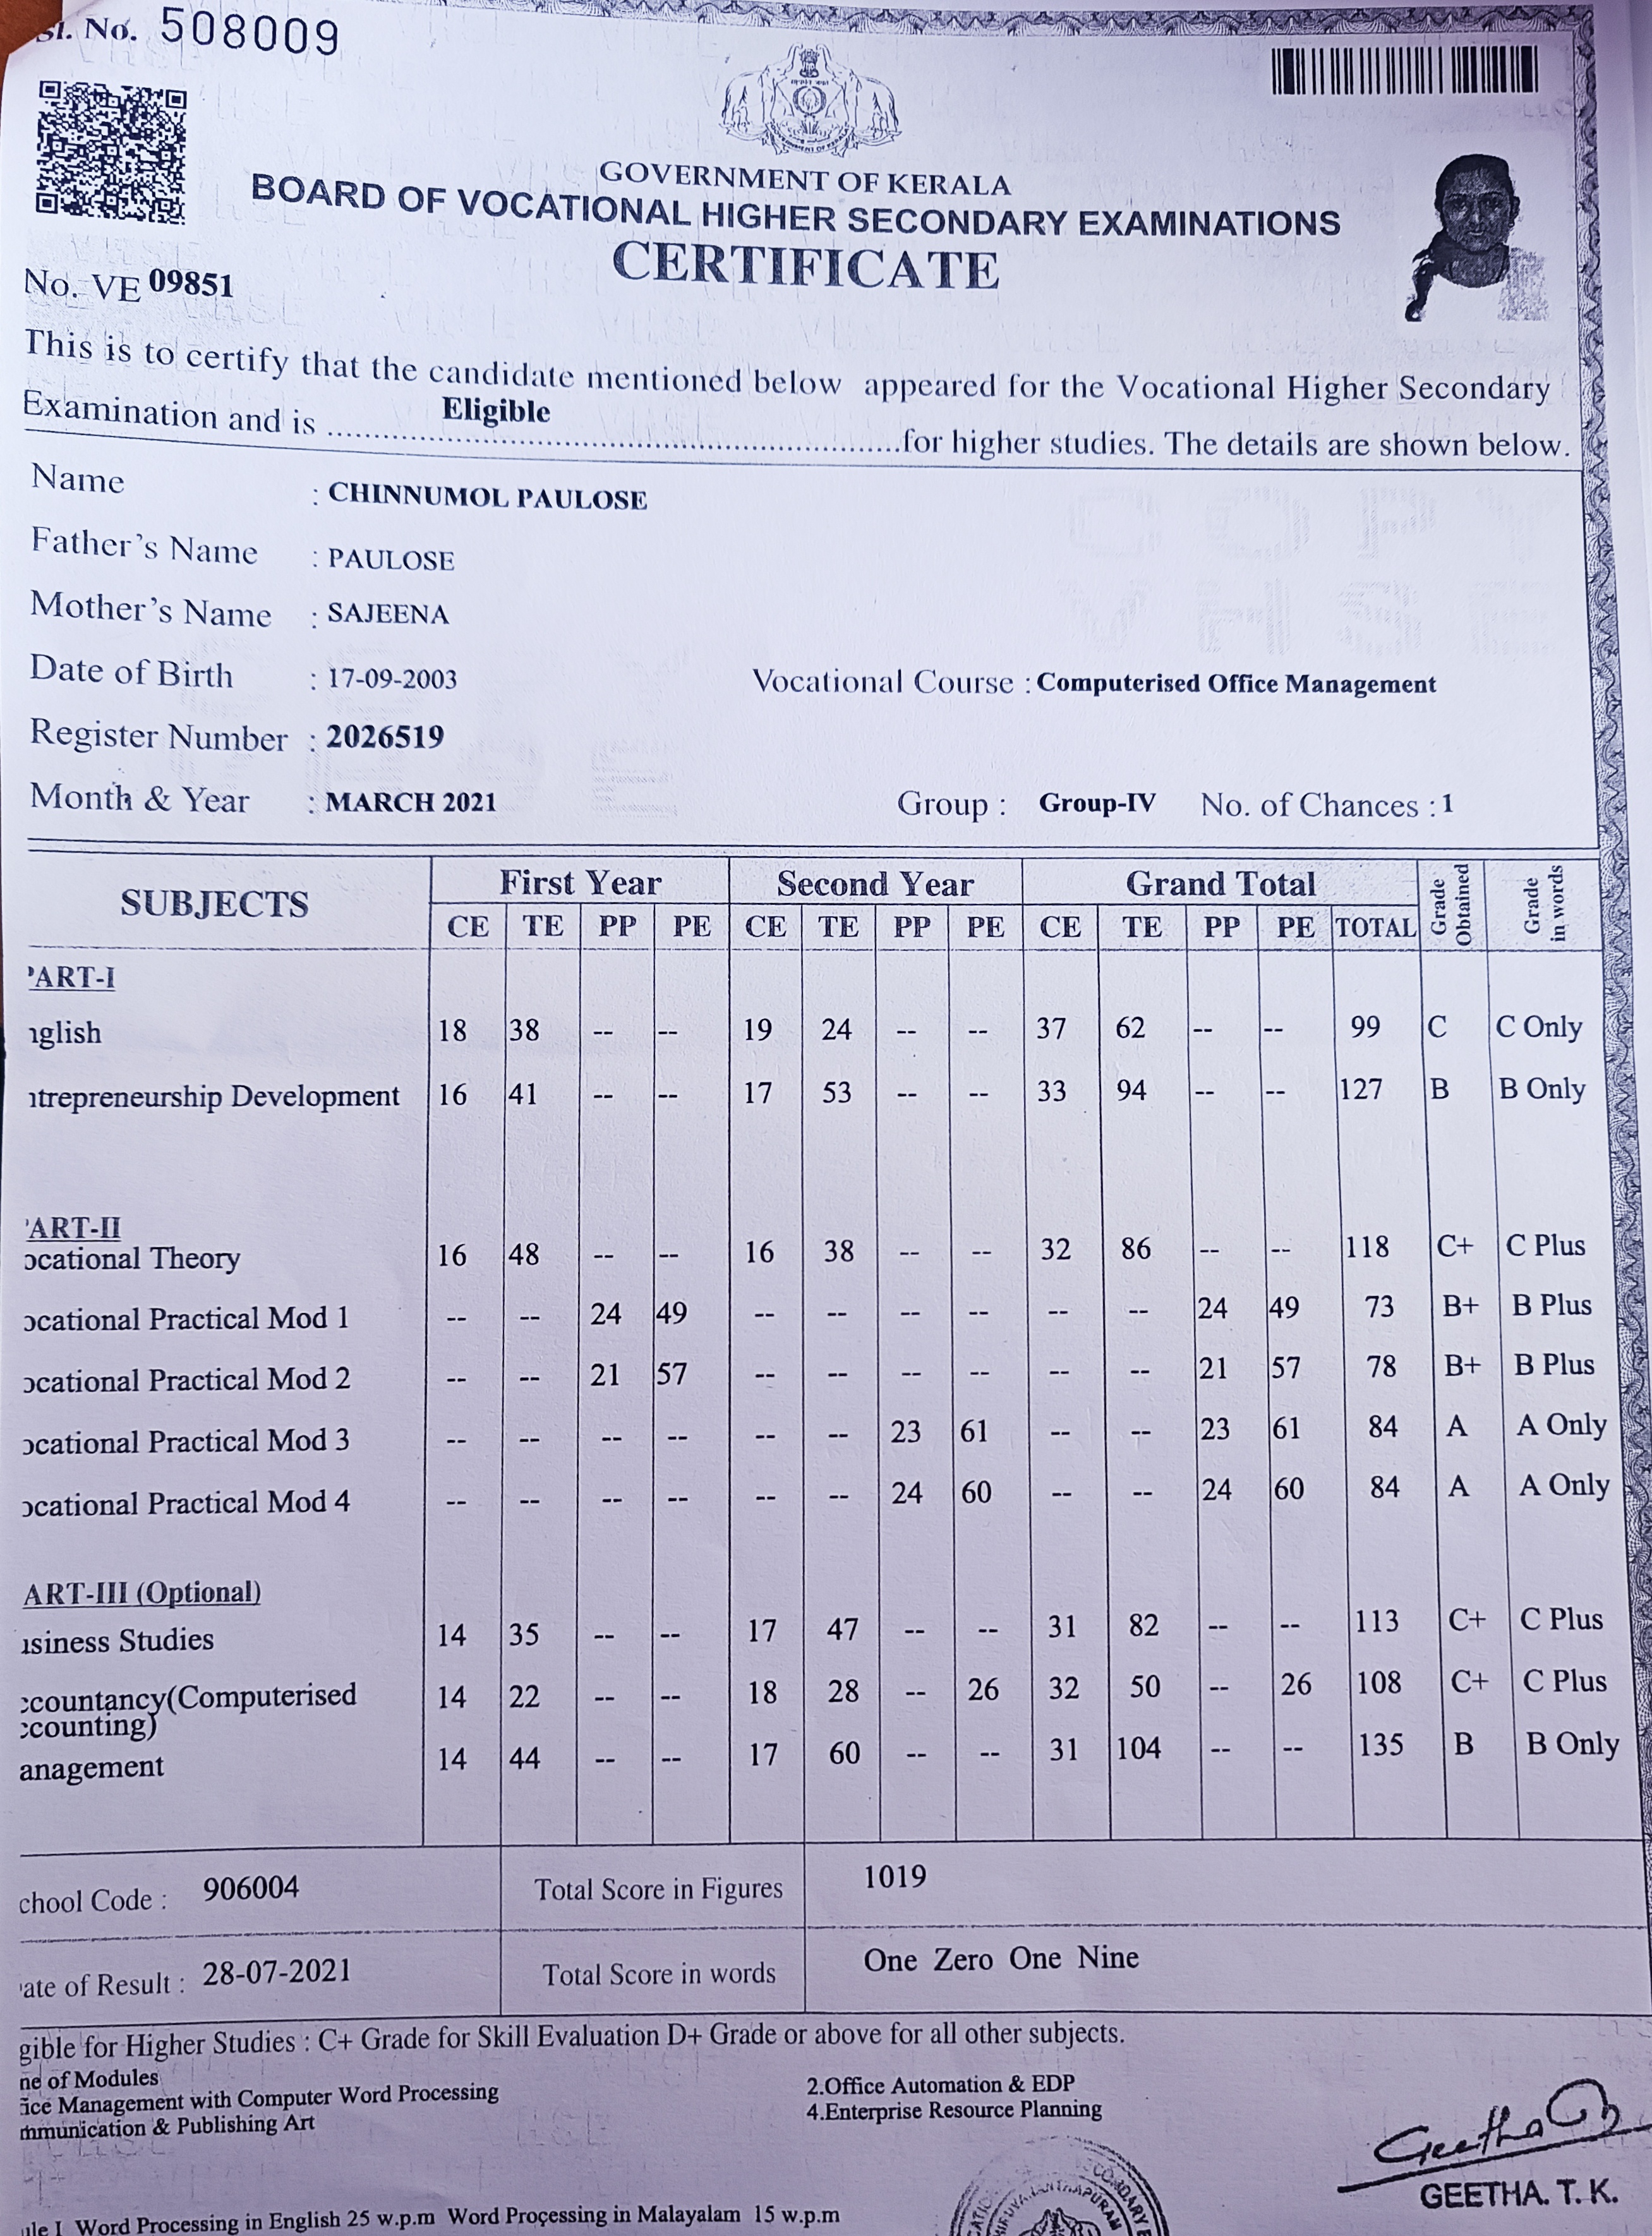 Sl. No. 508009
GOVERNMENT OF KERALA
BOARD OF VOCATIONAL HIGHER SECONDARY EXAMINATIONS
CERTIFICATE
No. VE 09851
This is to certify that the candidate mentioned below appeared for the Vocational Higher Secondary
Examination and is ........ Eligible ........ for higher studies. The details are shown below.
Name : CHINNUMOL PAULOSE
Father's Name : PAULOSE
Mother's Name : SAJEENA
Date of Birth : 17-09-2003 Vocational Course : Computerised Office Management
Register Number : 2026519
Month & Year : MARCH 2021 Group : Group-IV No. of Chances : 1
SUBJECTS First Year Second Year Grand Total Grade Obtained Grade in words
CE TE PP PE CE TE PP PE CE TE PP PE TOTAL
ART-I
nglish 18 38 -- -- 19 24 -- -- 37 62 -- -- 99 C C Only
ntrepreneurship Development 16 41 -- -- 17 53 -- -- 33 94 -- -- 127 B B Only
ART-II
ocational Theory 16 48 -- -- 16 38 -- -- 32 86 -- -- 118 C+ C Plus
ocational Practical Mod 1 -- -- 24 49 -- -- -- -- -- -- 24 49 73 B+ B Plus
ocational Practical Mod 2 -- -- 21 57 -- -- -- -- -- -- 21 57 78 B+ B Plus
ocational Practical Mod 3 -- -- -- -- -- -- 23 61 -- -- 23 61 84 A A Only
ocational Practical Mod 4 -- -- -- -- -- -- 24 60 -- -- 24 60 84 A A Only
ART-III (Optional)
usiness Studies 14 35 -- -- 17 47 -- -- 31 82 -- -- 113 C+ C Plus
ccountancy(Computerised 14 22 -- -- 18 28 -- 26 32 50 -- 26 108 C+ C Plus
ccounting)
anagement 14 44 -- -- 17 60 -- -- 31 104 -- -- 135 B B Only
chool Code : 906004 Total Score in Figures 1019
ate of Result : 28-07-2021 Total Score in words One Zero One Nine
gible for Higher Studies : C+ Grade for Skill Evaluation D+ Grade or above for all other subjects.
ne of Modules
fice Management with Computer Word Processing 2.Office Automation & EDP
mmunication & Publishing Art 4.Enterprise Resource Planning
Geetha
GEETHA. T. K.
ule I Word Processing in English 25 w.p.m Word Processing in Malayalam 15 w.p.m